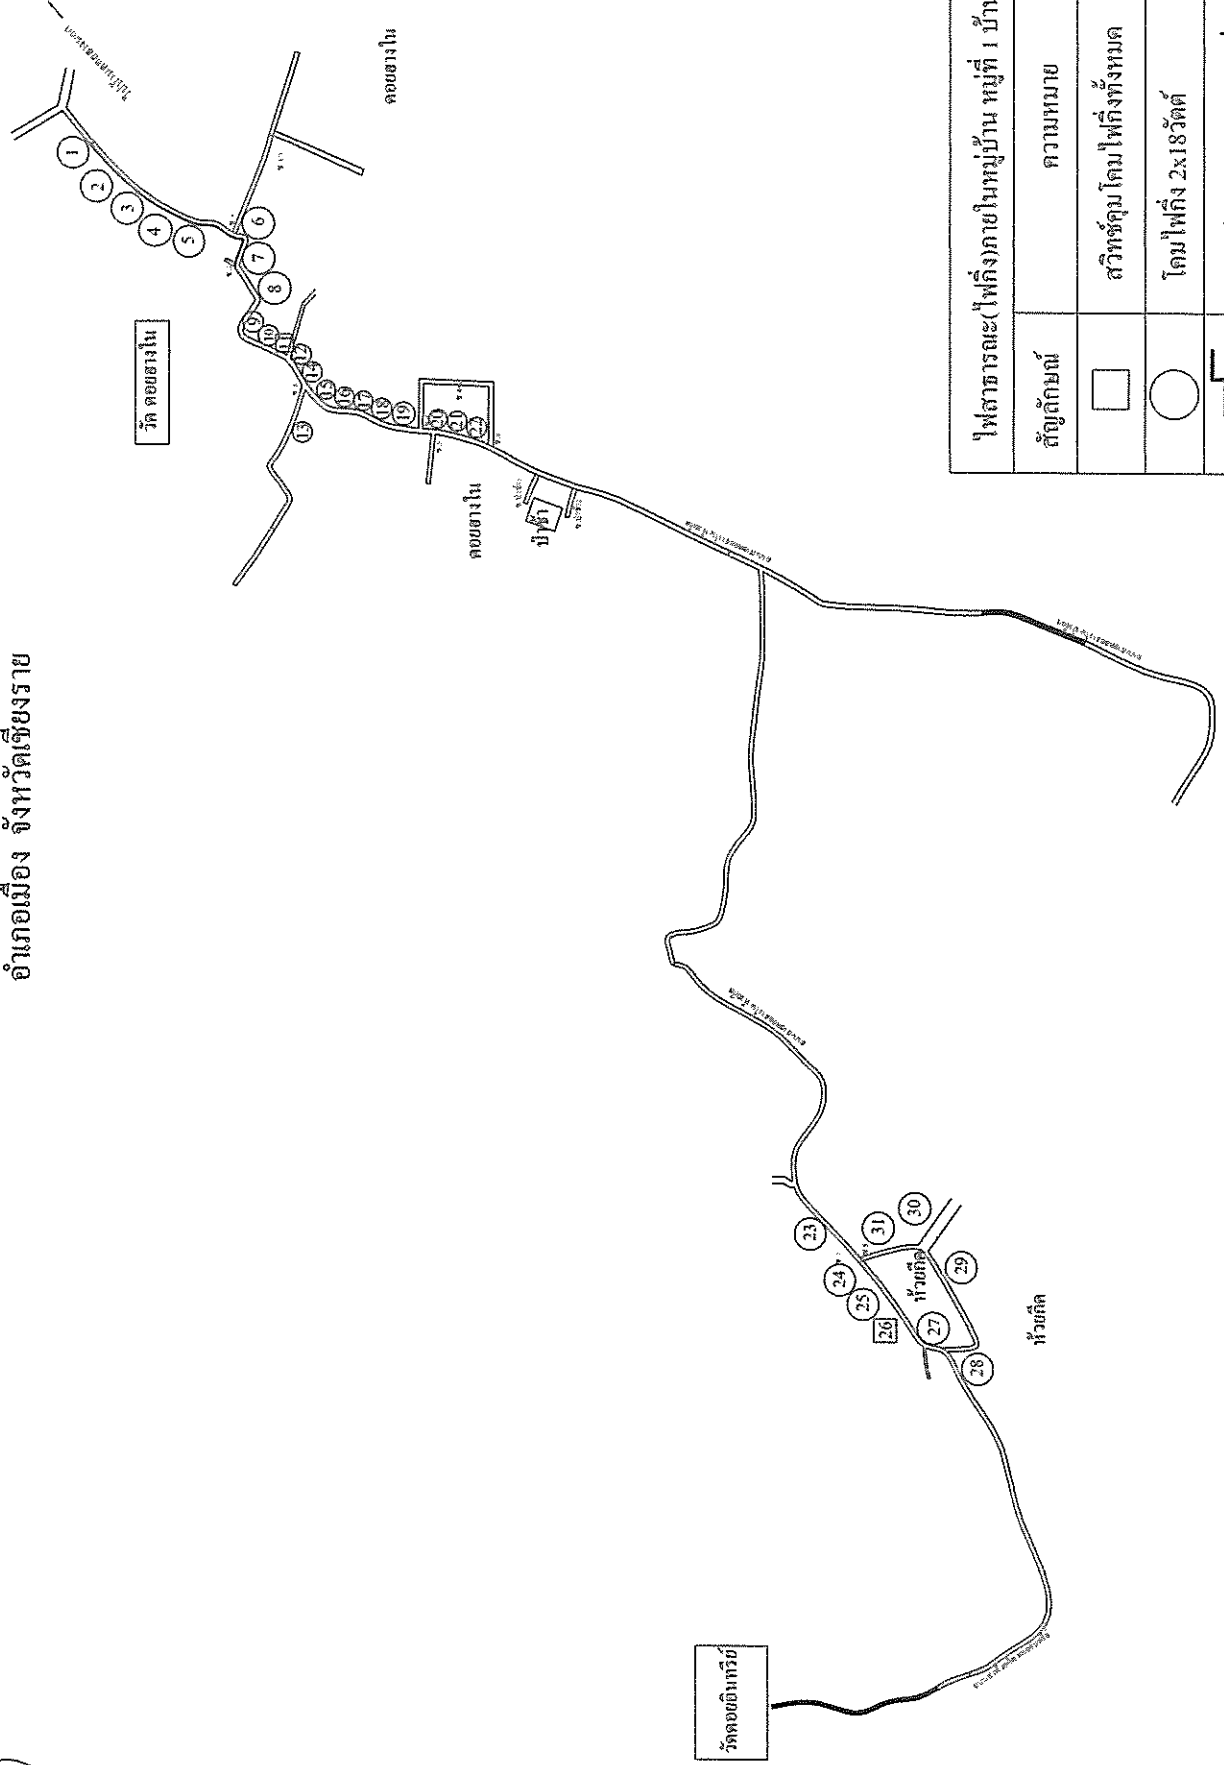 อำเภอเมือง จังหวัดเชียงราย
วัด ดอยฮางใน
ดอยฮางใน
1
2
3
4
5
6
7
8
9
10
11
12
13
14
15
16
17
18
19
20
21
22
ดอยฮางใน
ป่าช้า
23
24
25
26
27
28
29
30
31
ห้วยกีด
ห้วยกีด
วัดดอยอินทรีย์
ไฟสาธารณะ(ไฟกิ่ง)ภายในหมู่บ้าน หมู่ที่ 1 บ้าน
สัญลักษณ์ ความหมาย
สวิทช์คุมโคมไฟกิ่งทั้งหมด
โคมไฟกิ่ง 2x18วัตต์